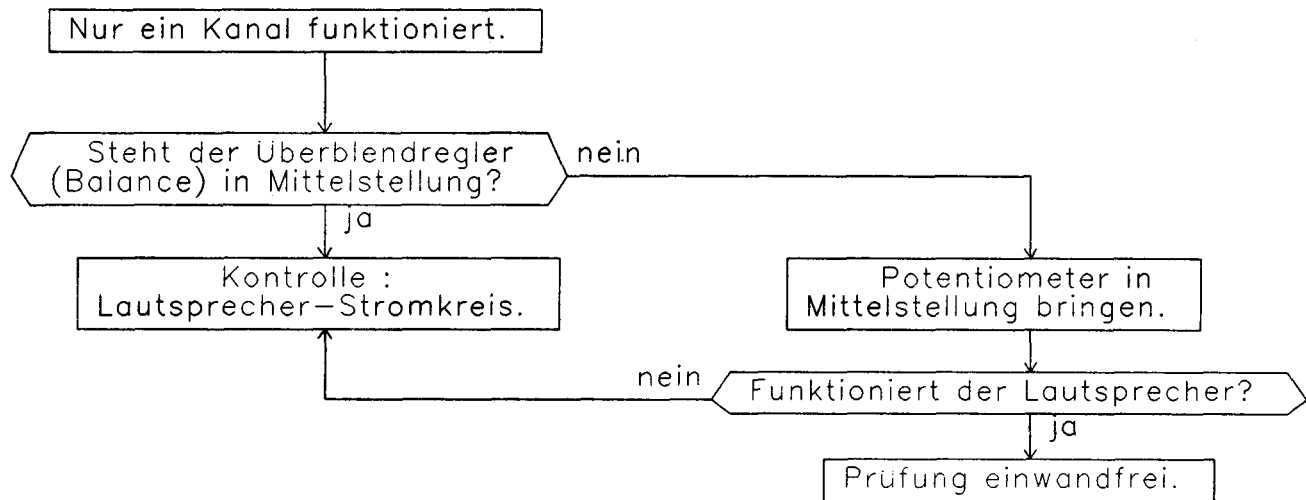 Nur ein Kanal funktioniert.
Steht der Überblendregler
(Balance) in Mittelstellung?
nein
ja
Kontrolle :
Lautsprecher-Stromkreis.
Potentiometer in
Mittelstellung bringen.
nein
Funktioniert der Lautsprecher?
ja
Prüfung einwandfrei.